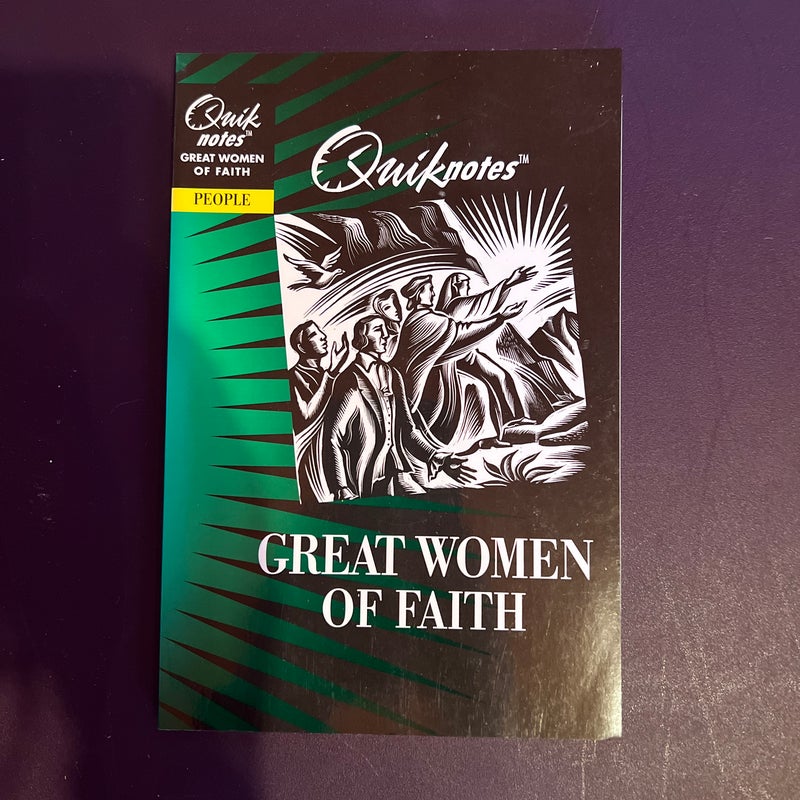 Quik
notes™
GREAT WOMEN
OF FAITH
PEOPLE
Quiknotes™
GREAT WOMEN
OF FAITH